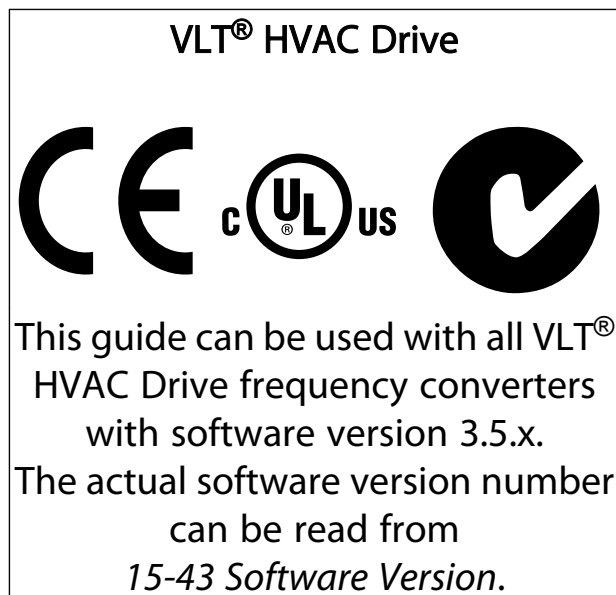 VLT® HVAC Drive
CE c UL® US
This guide can be used with all VLT®
HVAC Drive frequency converters
with software version 3.5.x.
The actual software version number
can be read from
15-43 Software Version.